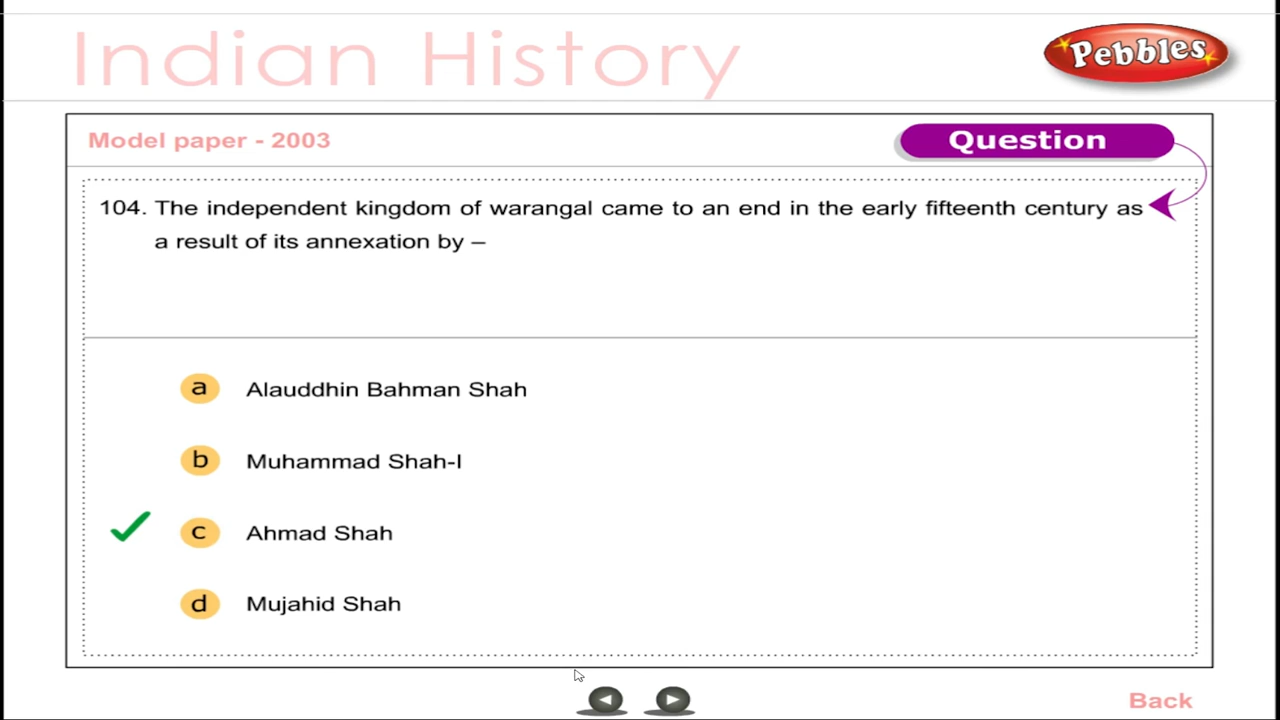 Indian History
Pebbles
Model paper - 2003
Question
104. The independent kingdom of warangal came to an end in the early fifteenth century as
a result of its annexation by –
a Alauddhin Bahman Shah
b Muhammad Shah-I
c Ahmad Shah
d Mujahid Shah
Back